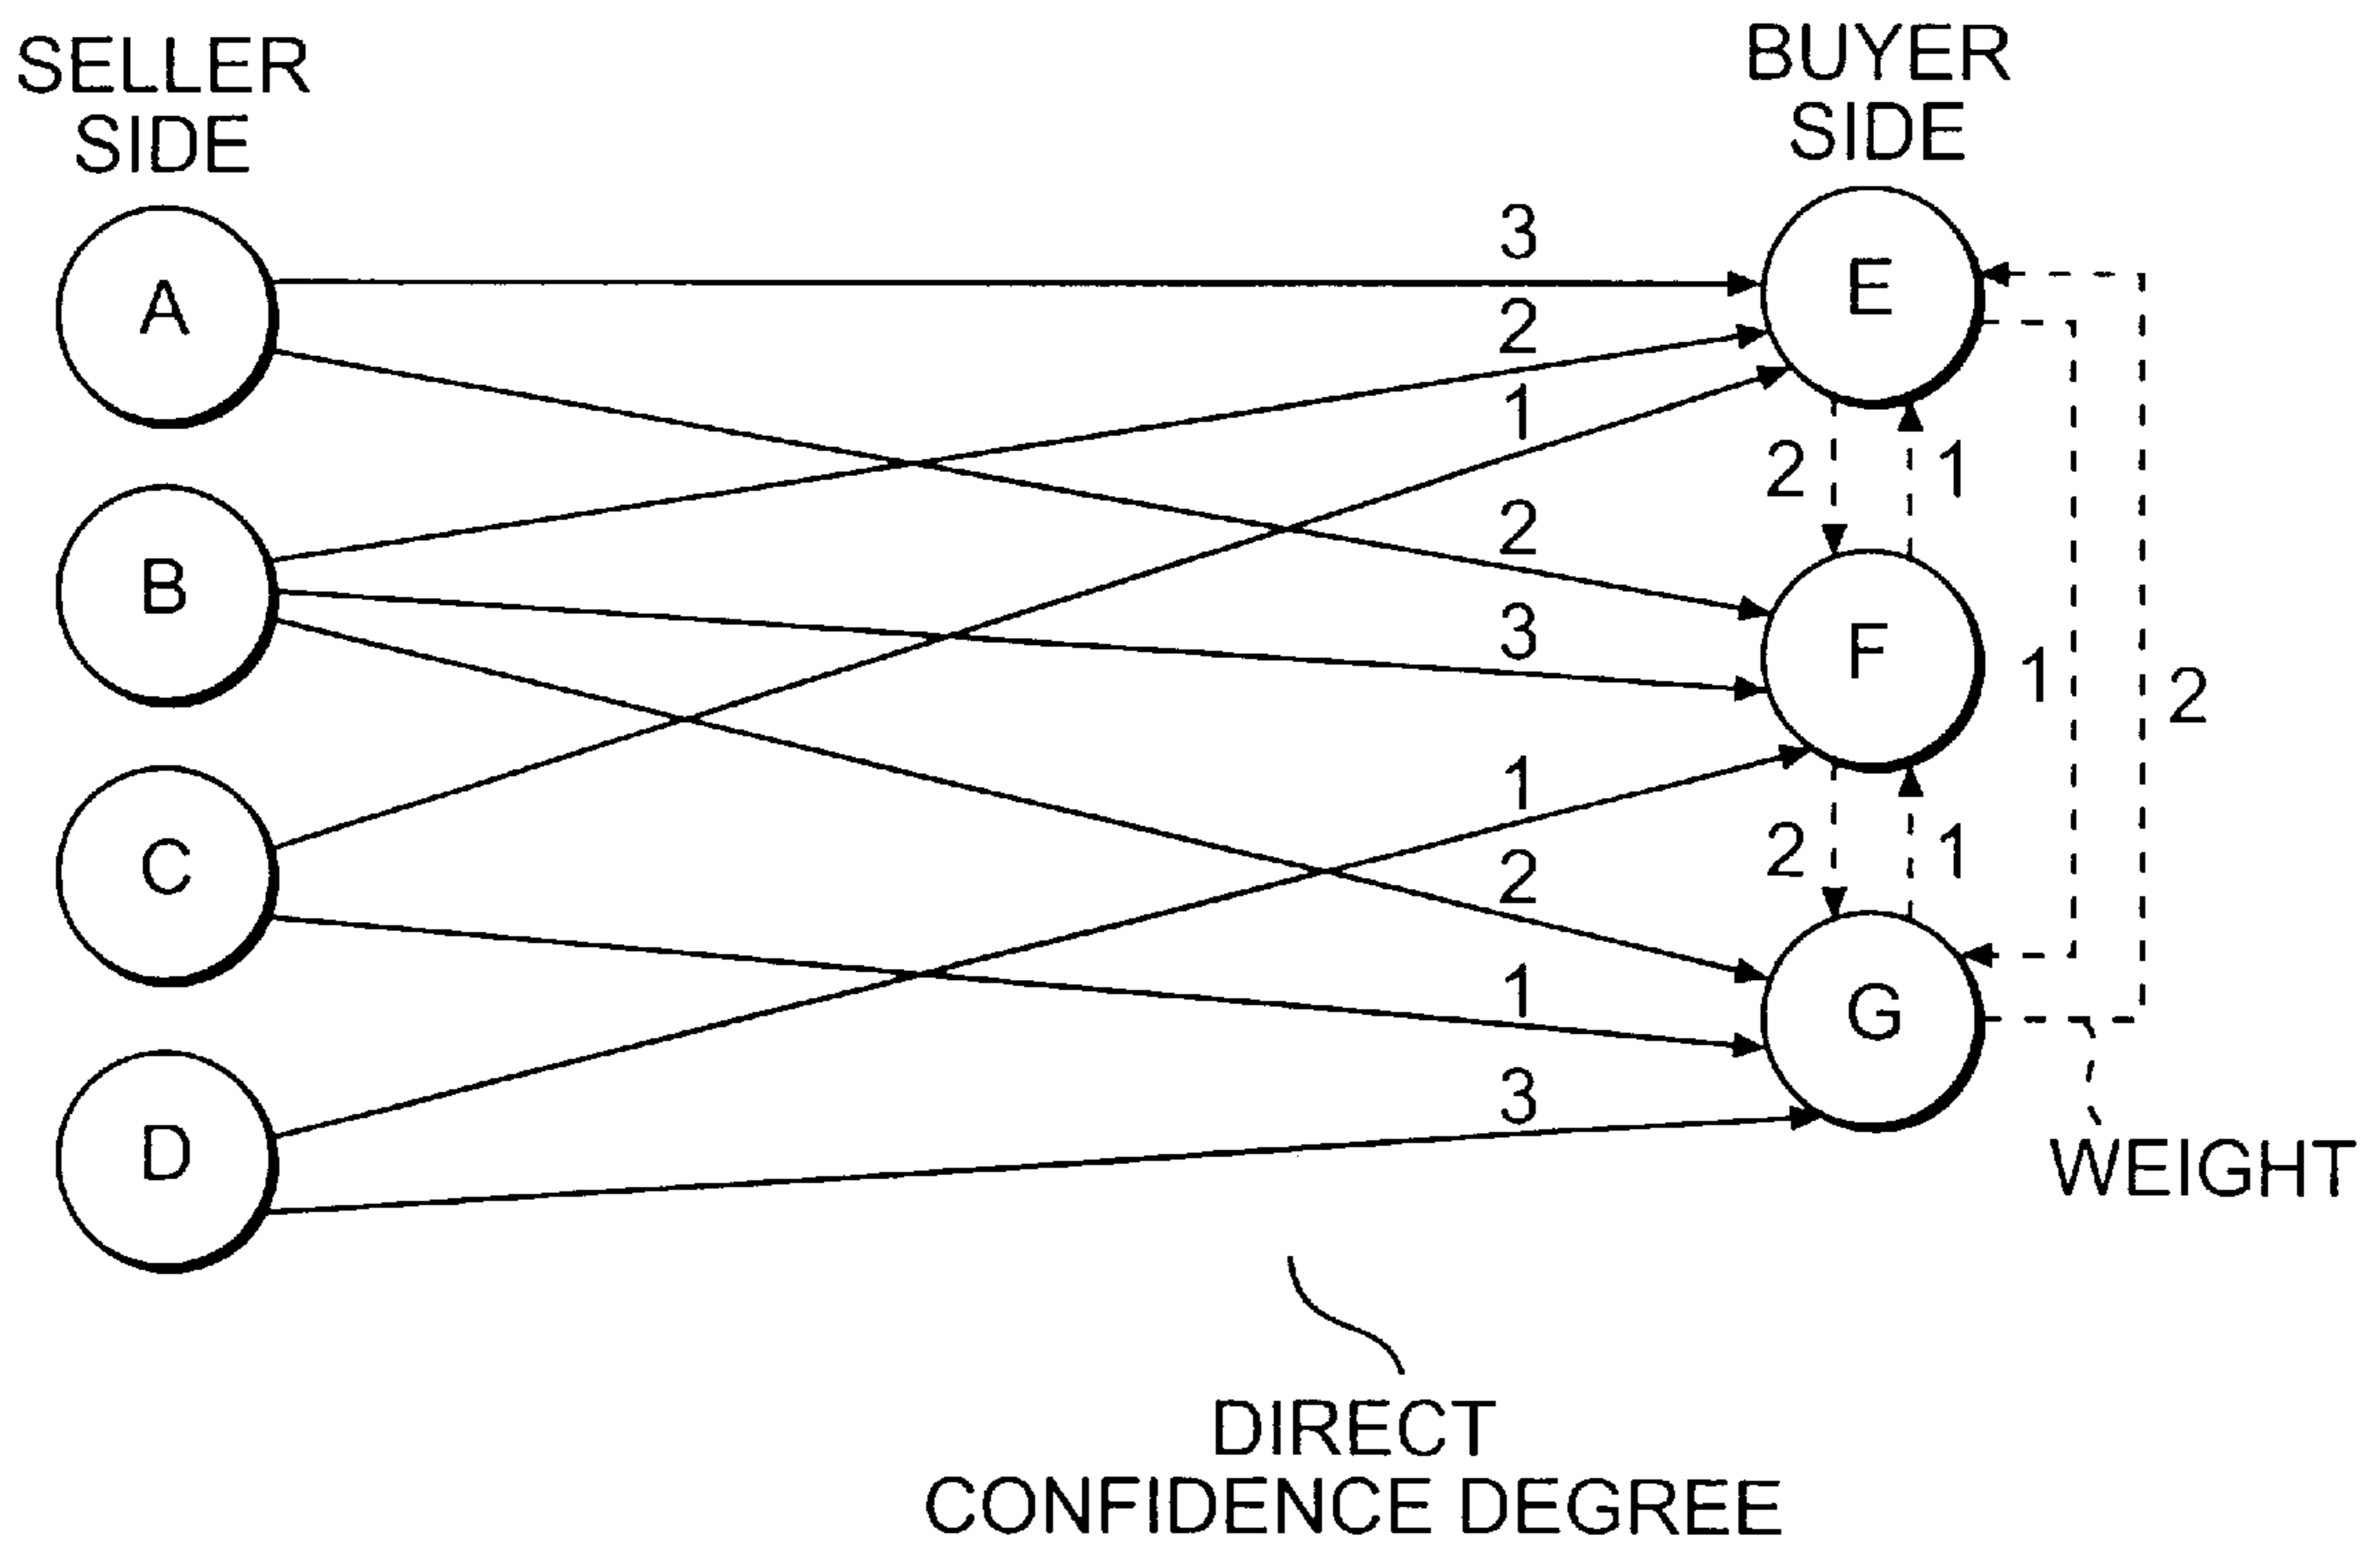 SELLER
SIDE
BUYER
SIDE
A
3
E
2
1
2
1
B
2
3
F
1
2
C
1
2
2
1
1
G
D
3
WEIGHT
DIRECT
CONFIDENCE DEGREE